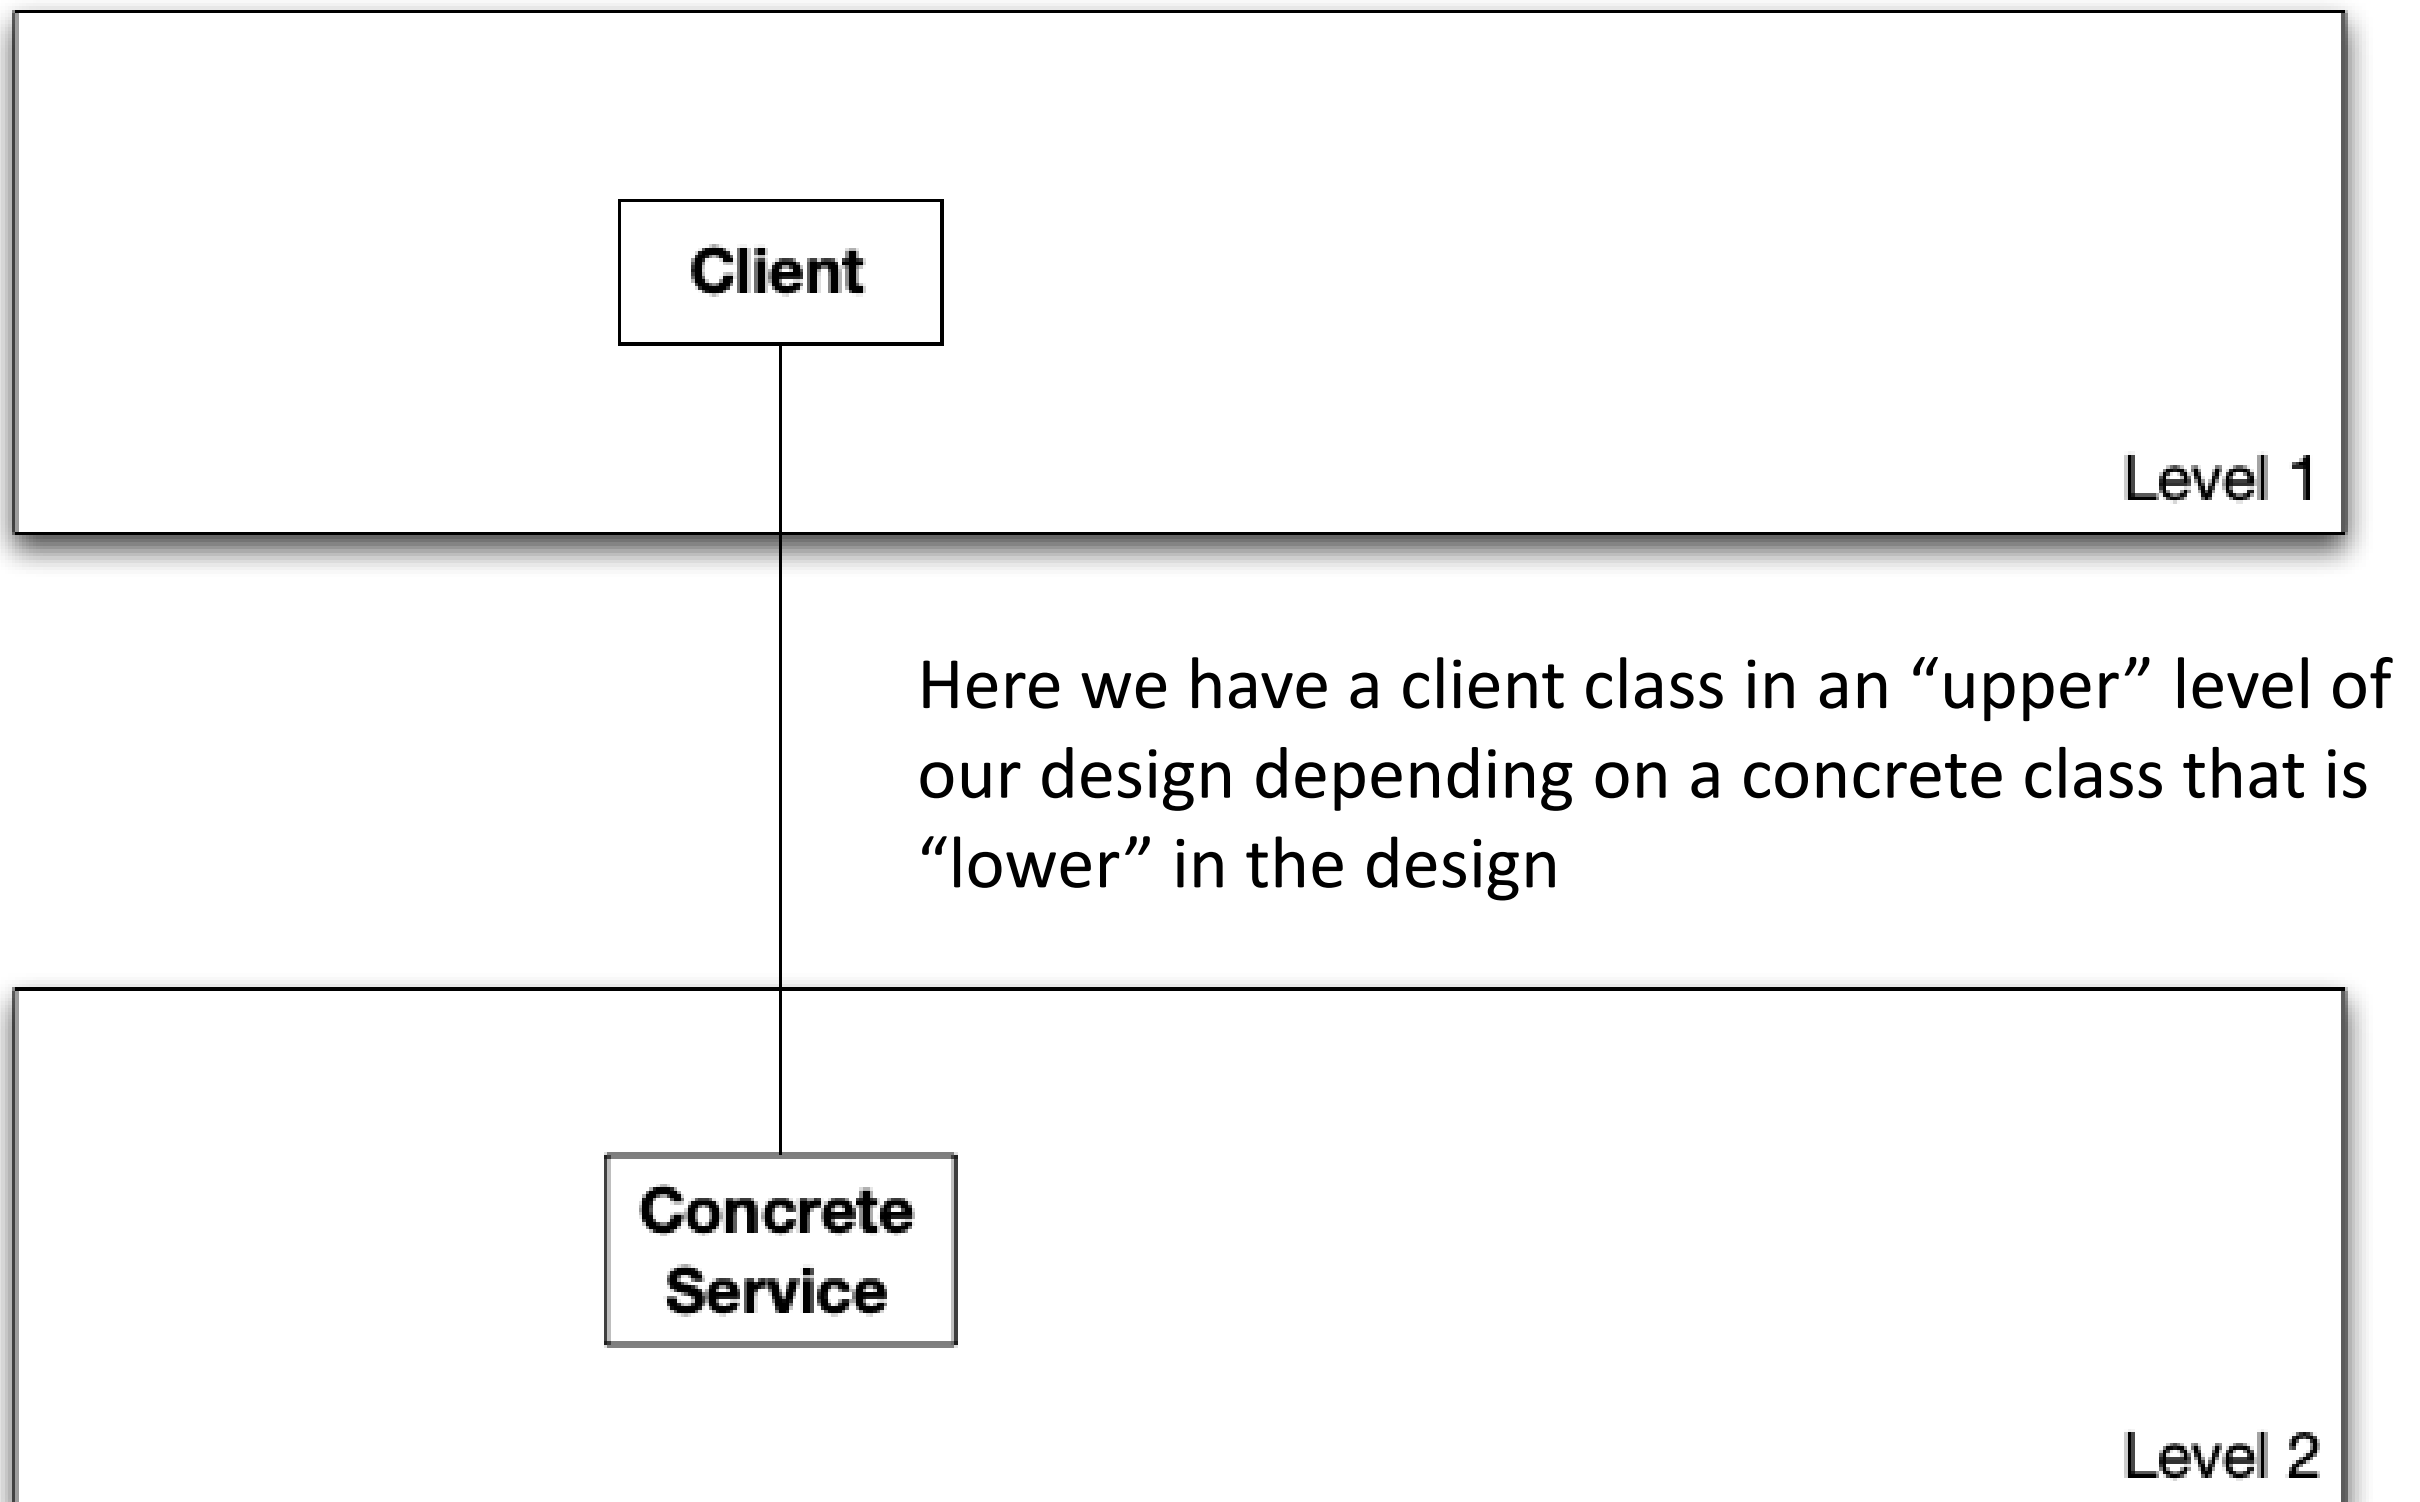 Client
Level 1
Here we have a client class in an “upper” level of
our design depending on a concrete class that is
“lower” in the design
Concrete
Service
Level 2